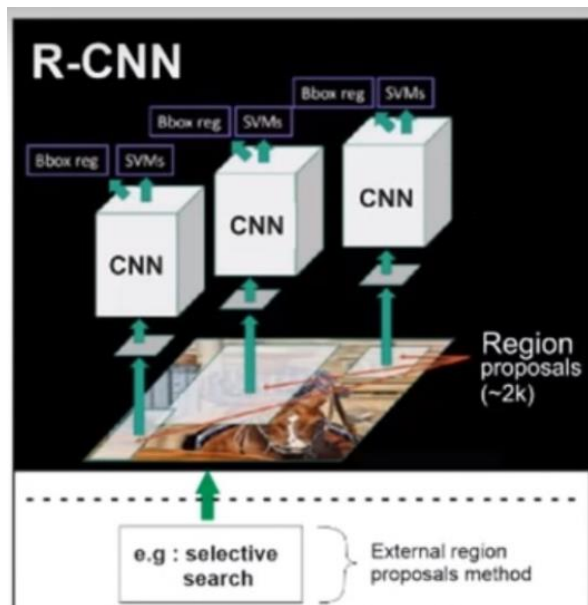 R-CNN
Bbox reg SVMs
Bbox reg SVMs
Bbox reg SVMs
CNN
CNN
CNN
Region
proposals
(~2k)
e.g : selective
search
External region
proposals method